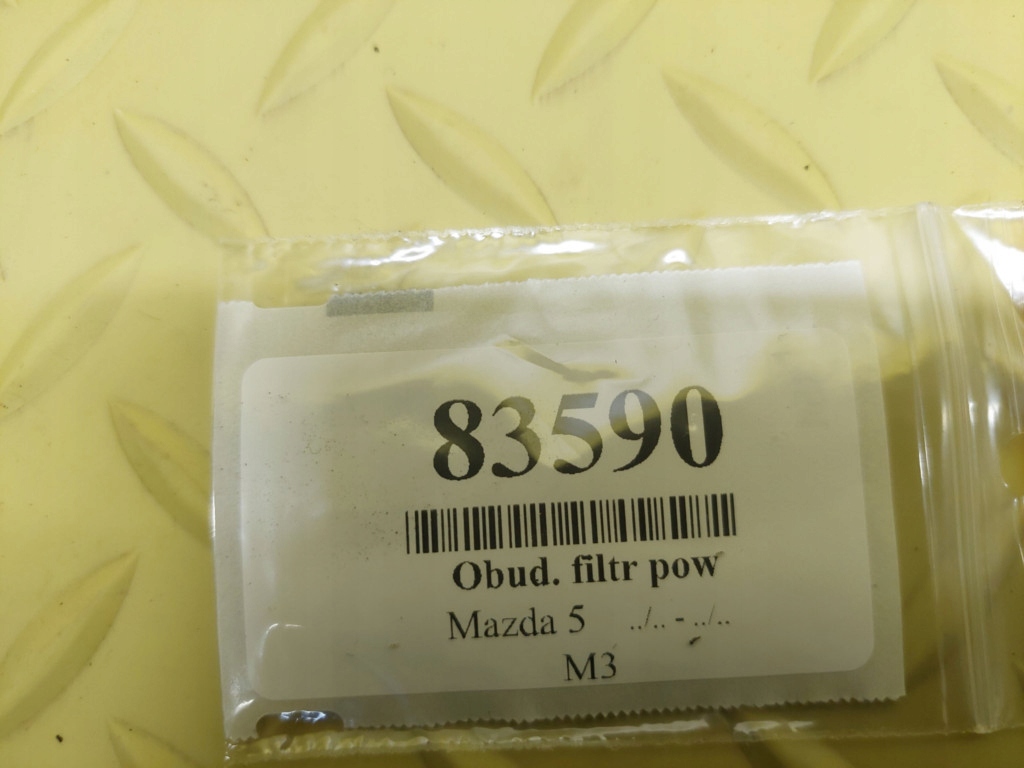 83590
Obud. filtr pow
Mazda 5 ../.. - ../..
M3